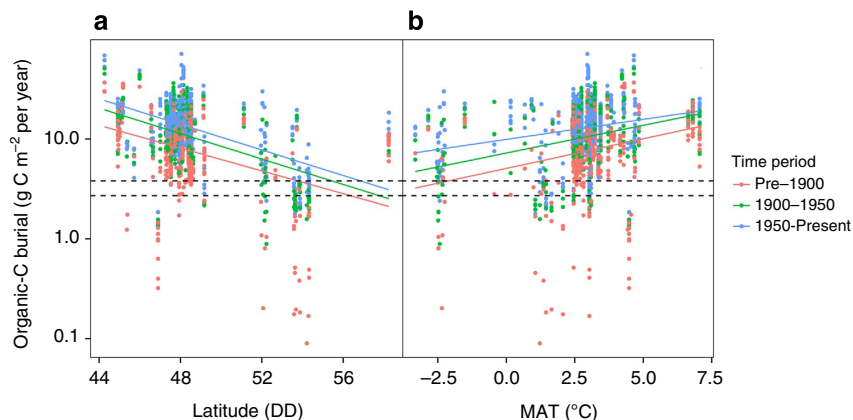 a
b
Organic-C burial (g C m⁻² per year)
10.0
1.0
0.1
44 48 52 56
−2.5 0.0 2.5 5.0 7.5
Latitude (DD)
MAT (°C)
Time period
Pre–1900
1900–1950
1950-Present